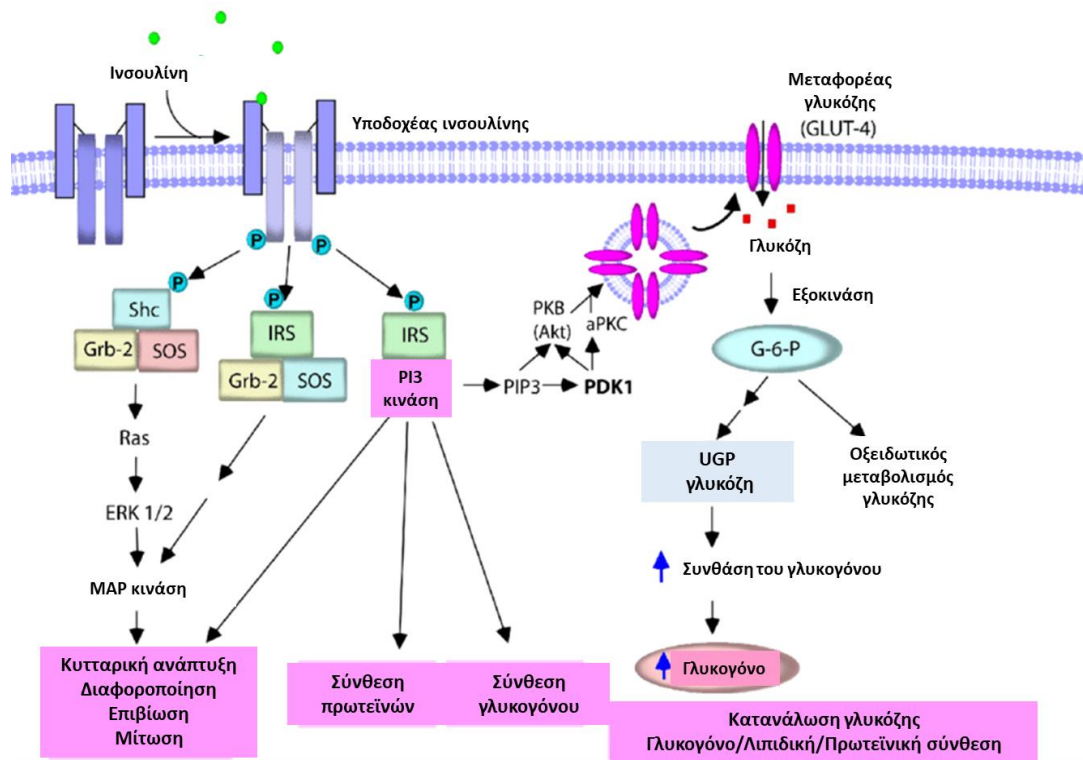 Ινσουλίνη
Υποδοχέας ινσουλίνης
Μεταφορέας
γλυκόζης
(GLUT-4)
P
P
P
P
P
Shc
Grb-2
SOS
IRS
Grb-2
SOS
IRS
PI3
κινάση
PIP3
PDK1
PKB
(Akt)
aPKC
Γλυκόζη
Εξοκινάση
G-6-P
Ras
ERK 1/2
MAP κινάση
UGP
γλυκόζη
Οξειδωτικός
μεταβολισμός
γλυκόζης
Συνθάση του γλυκογόνου
Γλυκογόνο
Κυτταρική ανάπτυξη
Διαφοροποίηση
Επιβίωση
Μίτωση
Σύνθεση
πρωτεϊνών
Σύνθεση
γλυκογόνου
Κατανάλωση γλυκόζης
Γλυκογόνο/Λιπιδική/Πρωτεϊνική σύνθεση